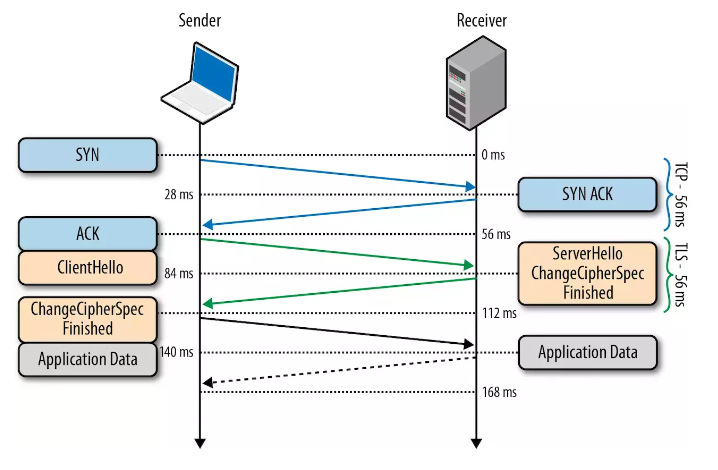 Sender
Receiver
SYN
0 ms
28 ms
SYN ACK
TCP - 56 ms
ACK
56 ms
ClientHello
84 ms
ServerHello
ChangeCipherSpec
Finished
TLS - 56 ms
ChangeCipherSpec
Finished
112 ms
Application Data
140 ms
Application Data
168 ms